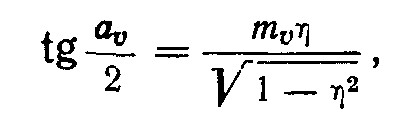 tg a_v/2 = m_v η / √(1 − η²),